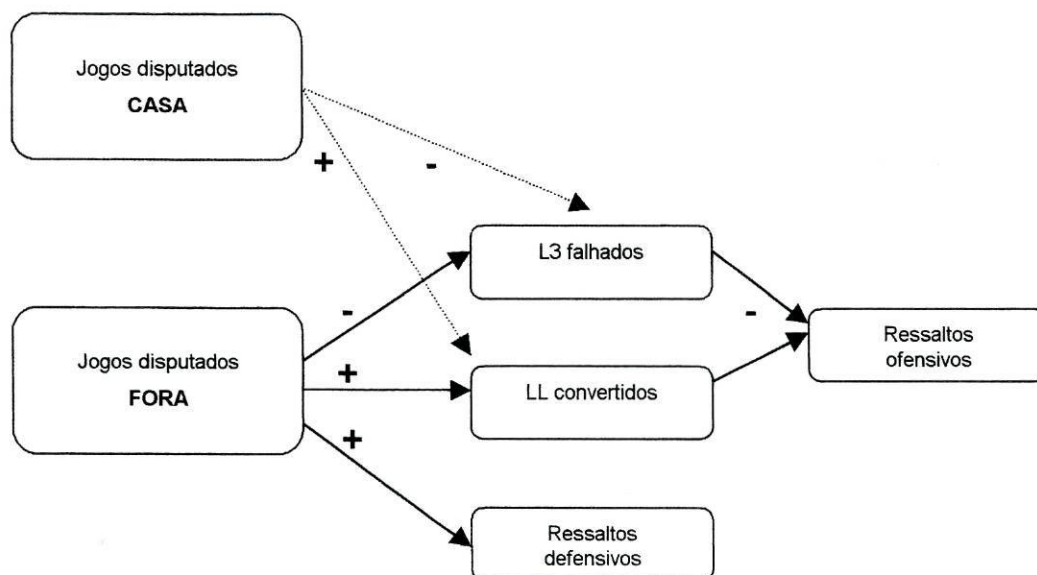 Jogos disputados
CASA
+
-
L3 falhados
-
-
Ressaltos
ofensivos
Jogos disputados
FORA
+
LL convertidos
+
Ressaltos
defensivos